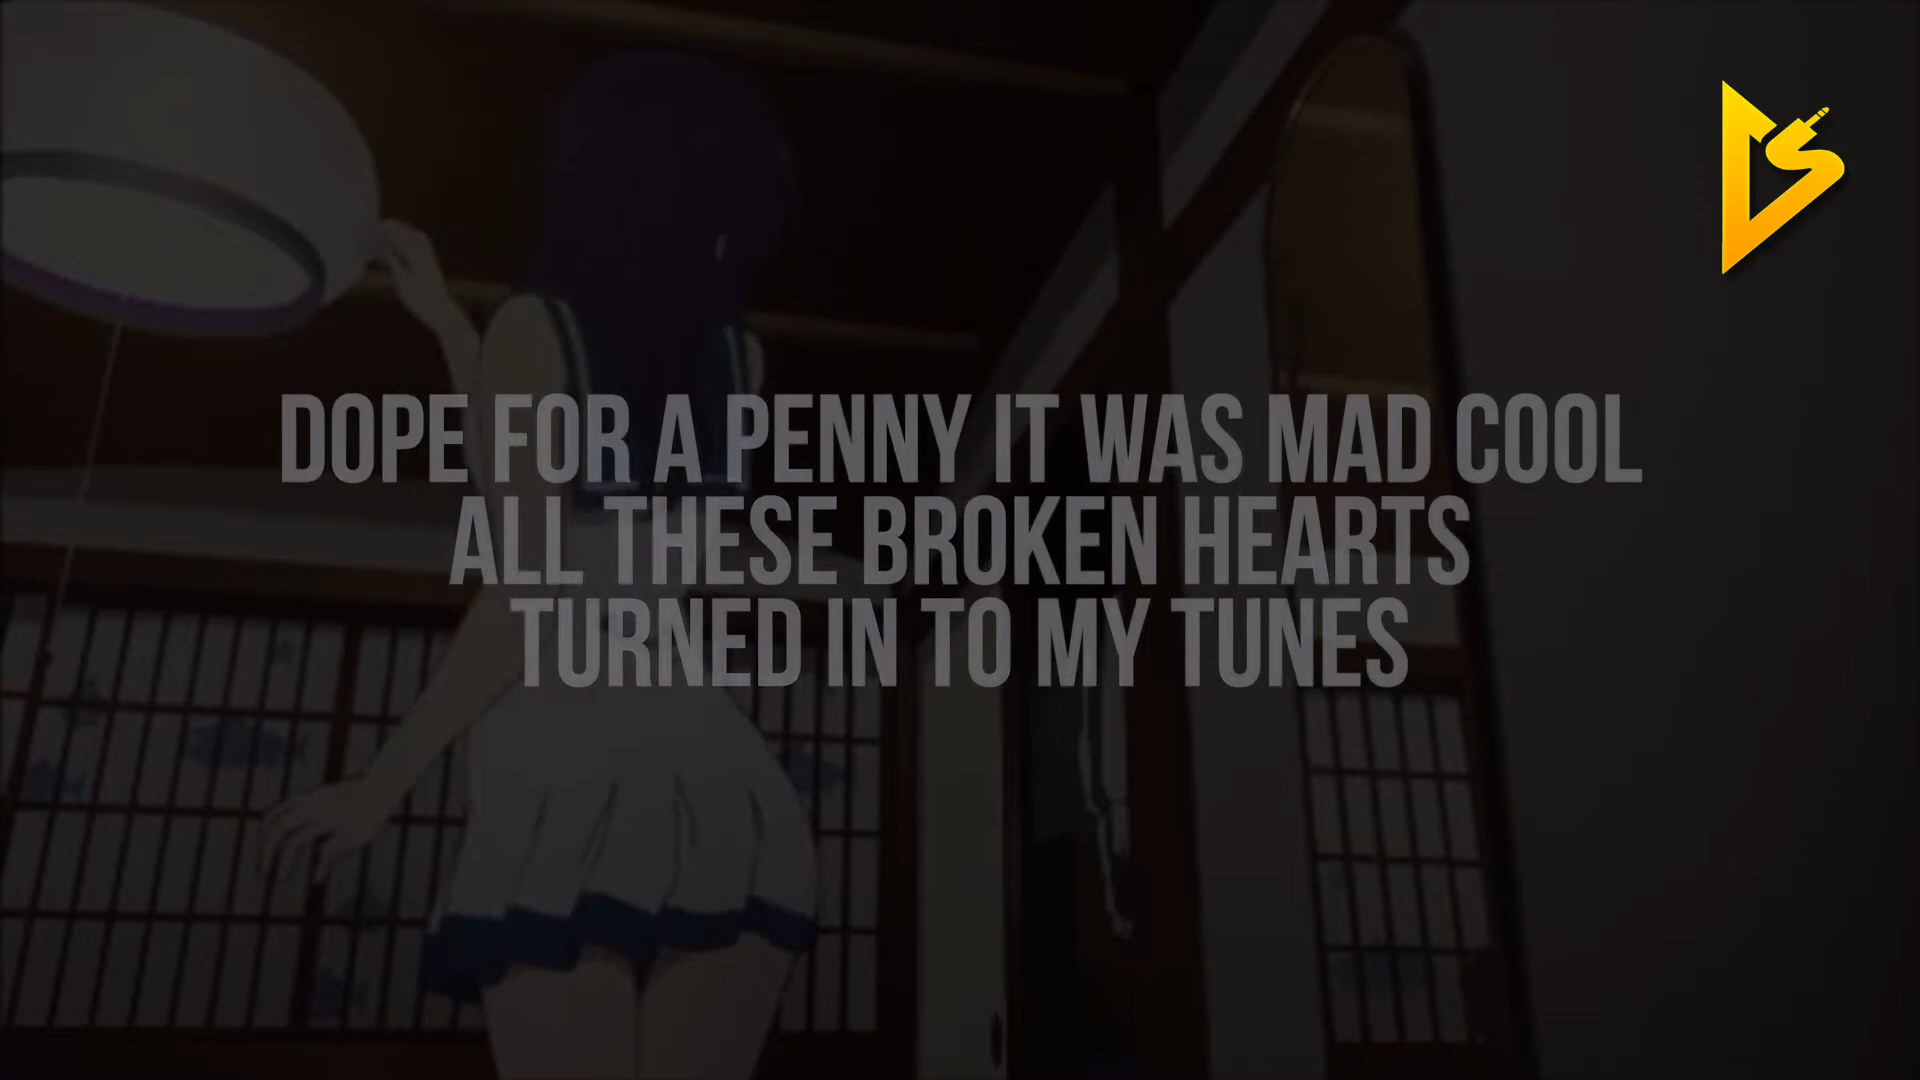 DOPE FOR A PENNY IT WAS MAD COOL
ALL THESE BROKEN HEARTS
TURNED IN TO MY TUNES